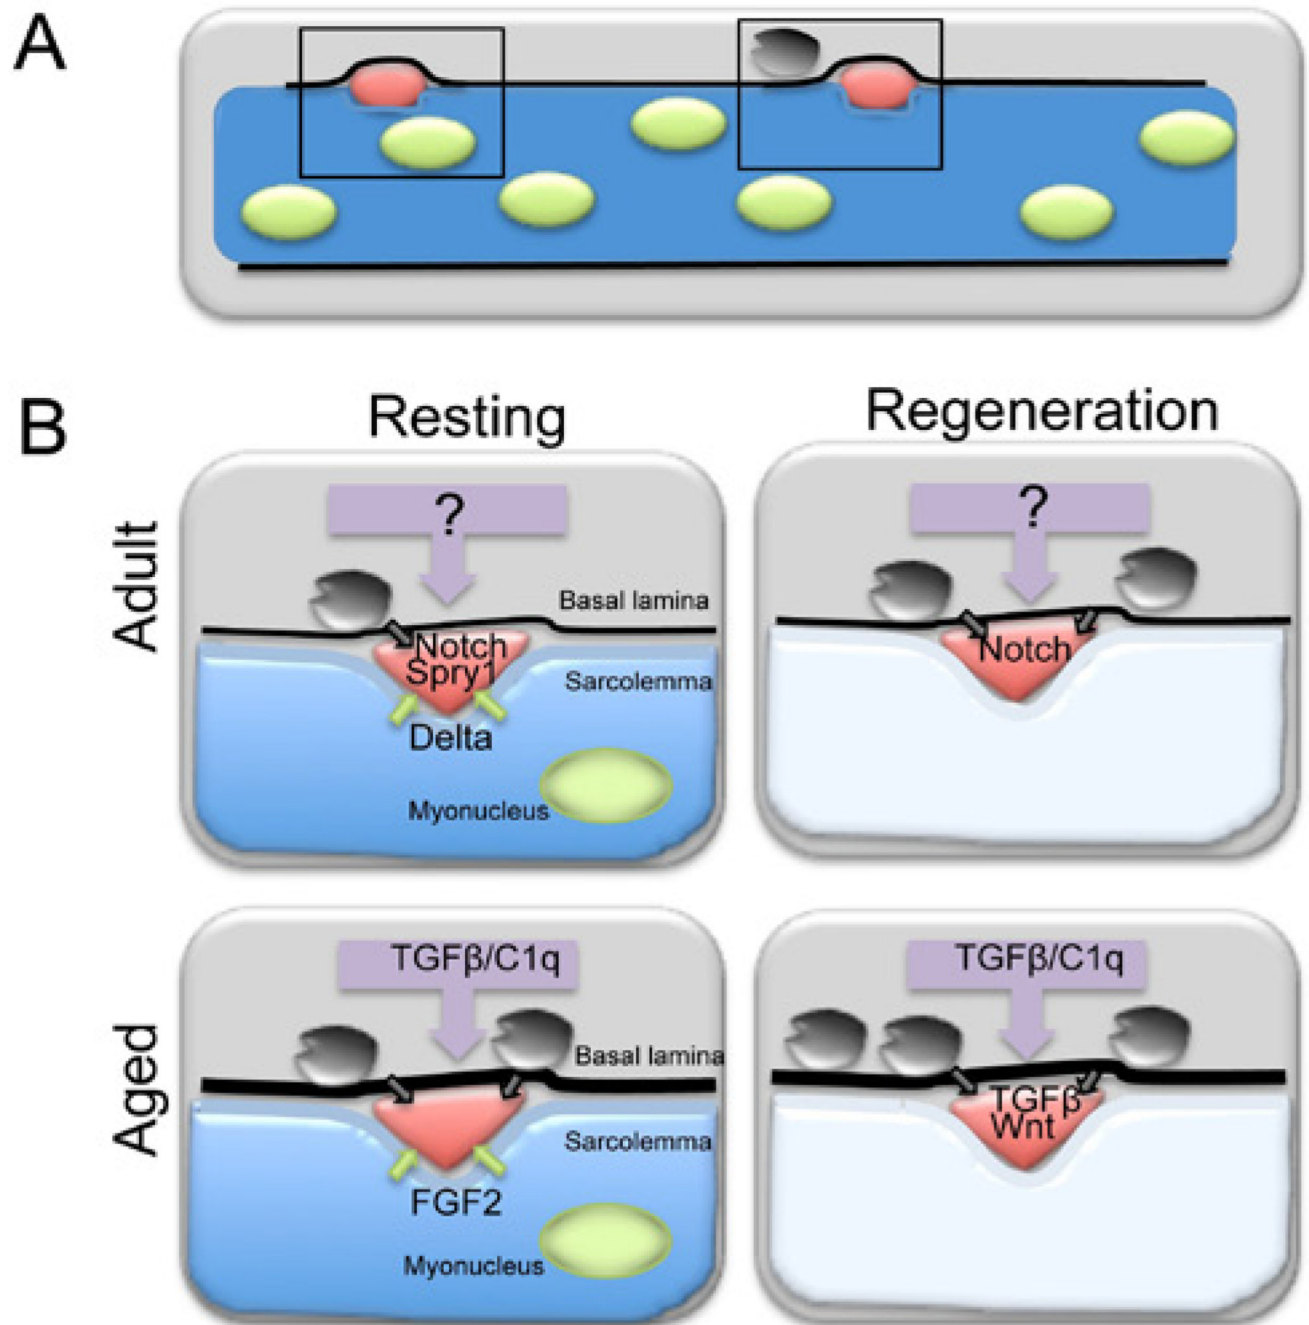 A
B
Resting
Regeneration
Adult
?
Basal lamina
Notch
Spry1
Sarcolemma
Delta
Myonucleus
?
Notch
Aged
TGFβ/C1q
Basal lamina
Sarcolemma
FGF2
Myonucleus
TGFβ/C1q
TGFβ
Wnt